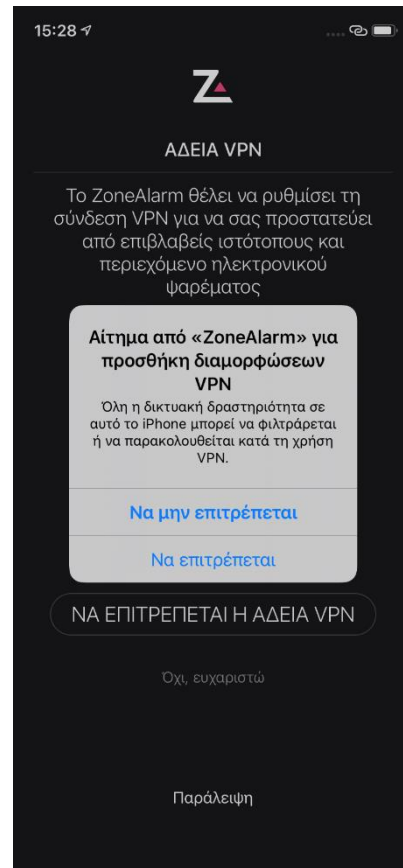 15:28
ΑΔΕΙΑ VPN
Το ZoneAlarm θέλει να ρυθμίσει τη
σύνδεση VPN για να σας προστατεύει
από επιβλαβείς ιστότοπους και
περιεχόμενο ηλεκτρονικού
ψαρέματος
Αίτημα από «ZoneAlarm» για
προσθήκη διαμορφώσεων
VPN
Όλη η δικτυακή δραστηριότητα σε
αυτό το iPhone μπορεί να φιλτράρεται
ή να παρακολουθείται κατά τη χρήση
VPN.
Να μην επιτρέπεται
Να επιτρέπεται
ΝΑ ΕΠΙΤΡΕΠΕΤΑΙ Η ΑΔΕΙΑ VPN
Όχι, ευχαριστώ
Παράλειψη